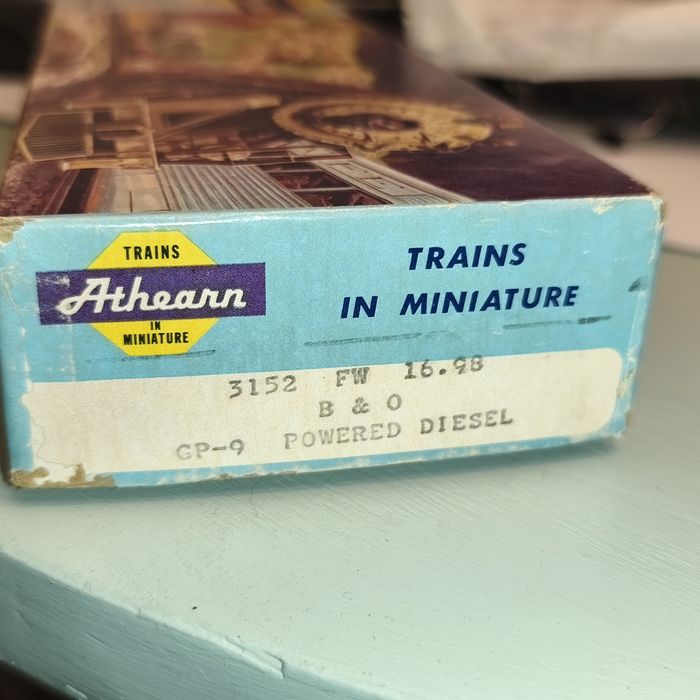 TRAINS
Athearn
IN
MINIATURE
TRAINS
IN MINIATURE
3152 FW 16.98
B & O
GP-9 POWERED DIESEL